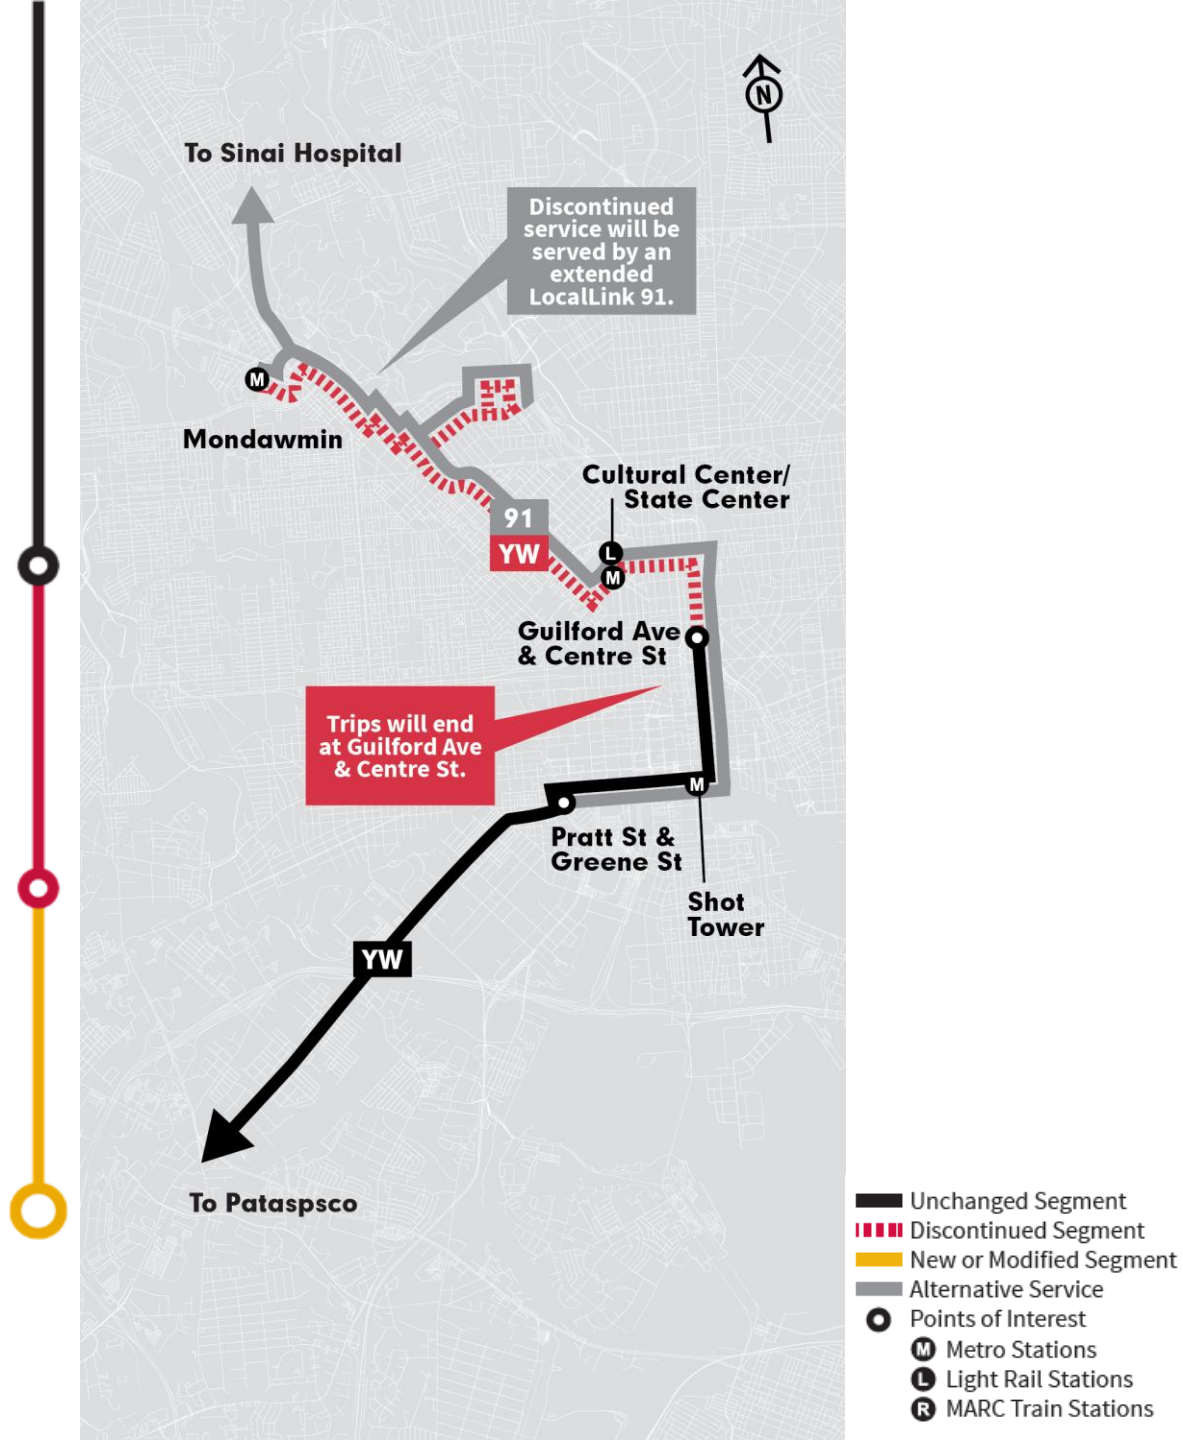 N
To Sinai Hospital
Discontinued
service will be
served by an
extended
LocalLink 91.
M
Mondawmin
Cultural Center/
State Center
91
YW
L
M
Guilford Ave
& Centre St
Trips will end
at Guilford Ave
& Centre St.
M
Pratt St &
Greene St
Shot
Tower
YW
To Pataspsco
Unchanged Segment
Discontinued Segment
New or Modified Segment
Alternative Service
Points of Interest
M Metro Stations
L Light Rail Stations
R MARC Train Stations